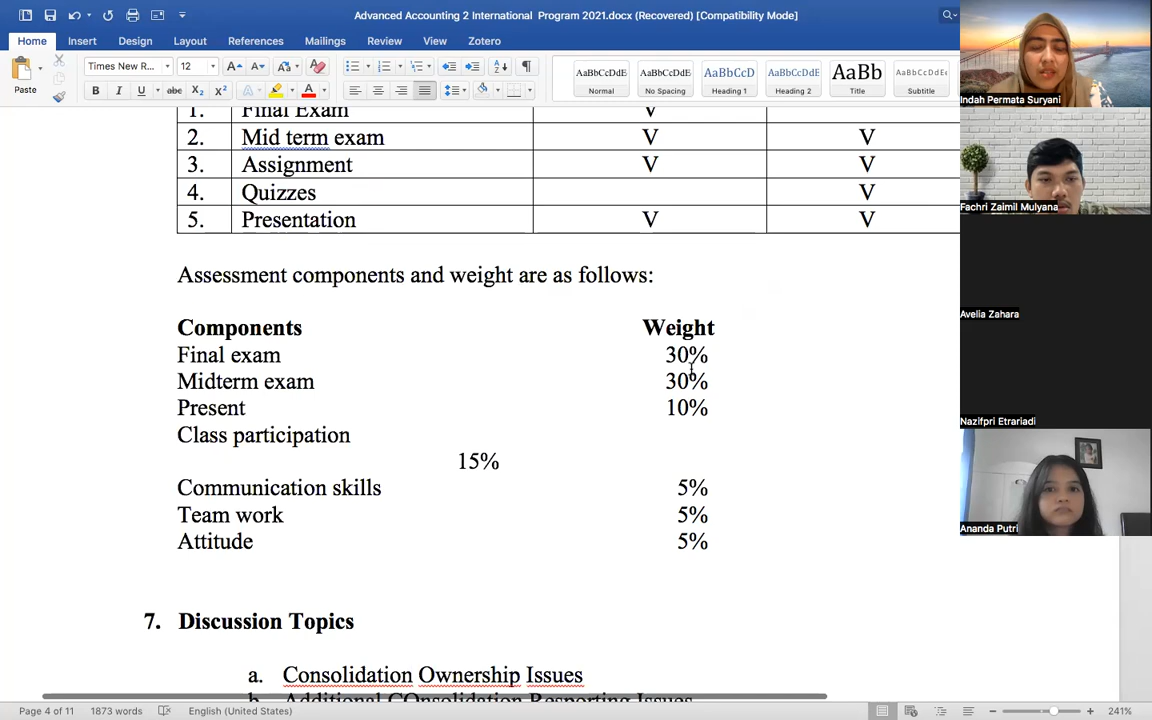 Advanced Accounting 2 International Program 2021.docx (Recovered) [Compatibility Mode]
Home Insert Design Layout References Mailings Review View Zotero
Paste
Times New R... 12
AaBbCcDdE AaBbCcDdE AaBbCcD AaBbCcDdE AaBb AaBbCcDdE
Normal No Spacing Heading 1 Heading 2 Title Subtitle
1. Final Exam V
2. Mid term exam V V
3. Assignment V V
4. Quizzes V
5. Presentation V V
Assessment components and weight are as follows:
Components Weight
Final exam 30%
Midterm exam 30%
Present 10%
Class participation
15%
Communication skills 5%
Team work 5%
Attitude 5%
7. Discussion Topics
a. Consolidation Ownership Issues
b. Additional COnsolidation Reporting Issues
Page 4 of 11 1873 words English (United States) 241%
Indah Permata Suryani
Fachri Zaimil Mulyana
Avelia Zahara
Nazifpri Etrariadi
Ananda Putri